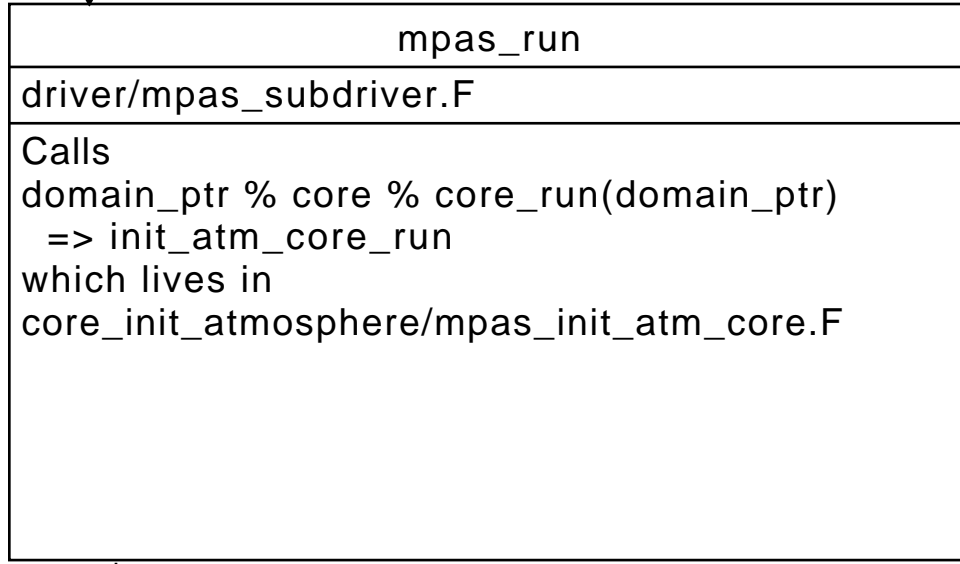 mpas_run
driver/mpas_subdriver.F
Calls
domain_ptr % core % core_run(domain_ptr)
=> init_atm_core_run
which lives in
core_init_atmosphere/mpas_init_atm_core.F